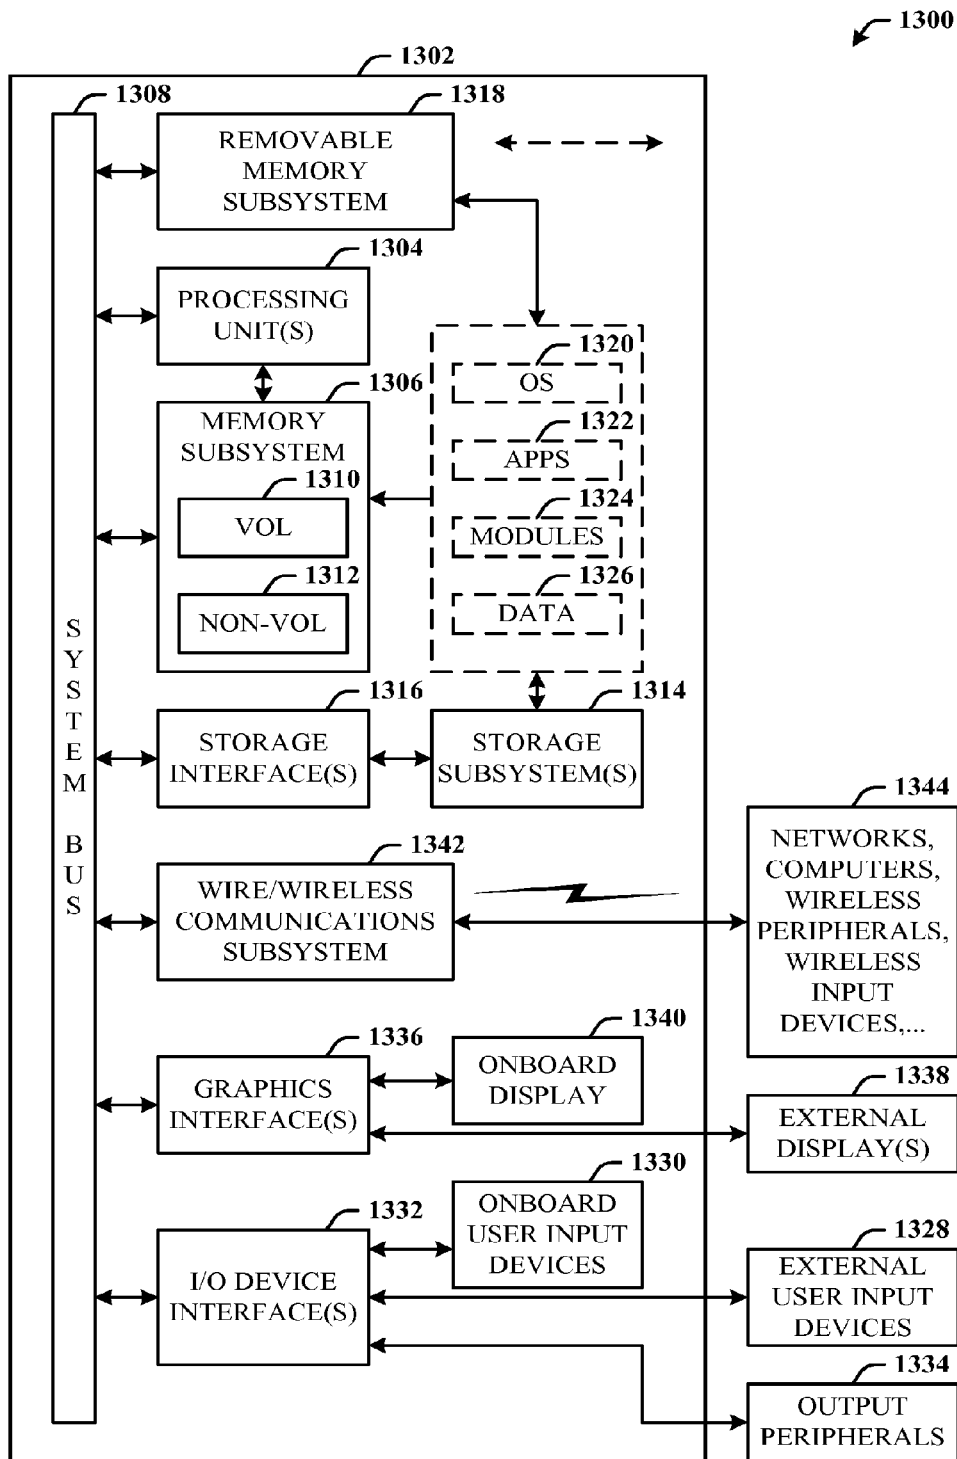 1300
1302
1308
1318
REMOVABLE
MEMORY
SUBSYSTEM
1304
PROCESSING
UNIT(S)
1306
MEMORY
SUBSYSTEM
1310
VOL
1312
NON-VOL
1320
OS
1322
APPS
1324
MODULES
1326
DATA
1316
STORAGE
INTERFACE(S)
1314
STORAGE
SUBSYSTEM(S)
SYSTEM BUS
1342
WIRE/WIRELESS
COMMUNICATIONS
SUBSYSTEM
1344
NETWORKS,
COMPUTERS,
WIRELESS
PERIPHERALS,
WIRELESS
INPUT
DEVICES,...
1336
GRAPHICS
INTERFACE(S)
1340
ONBOARD
DISPLAY
1338
EXTERNAL
DISPLAY(S)
1332
I/O DEVICE
INTERFACE(S)
1330
ONBOARD
USER INPUT
DEVICES
1328
EXTERNAL
USER INPUT
DEVICES
1334
OUTPUT
PERIPHERALS